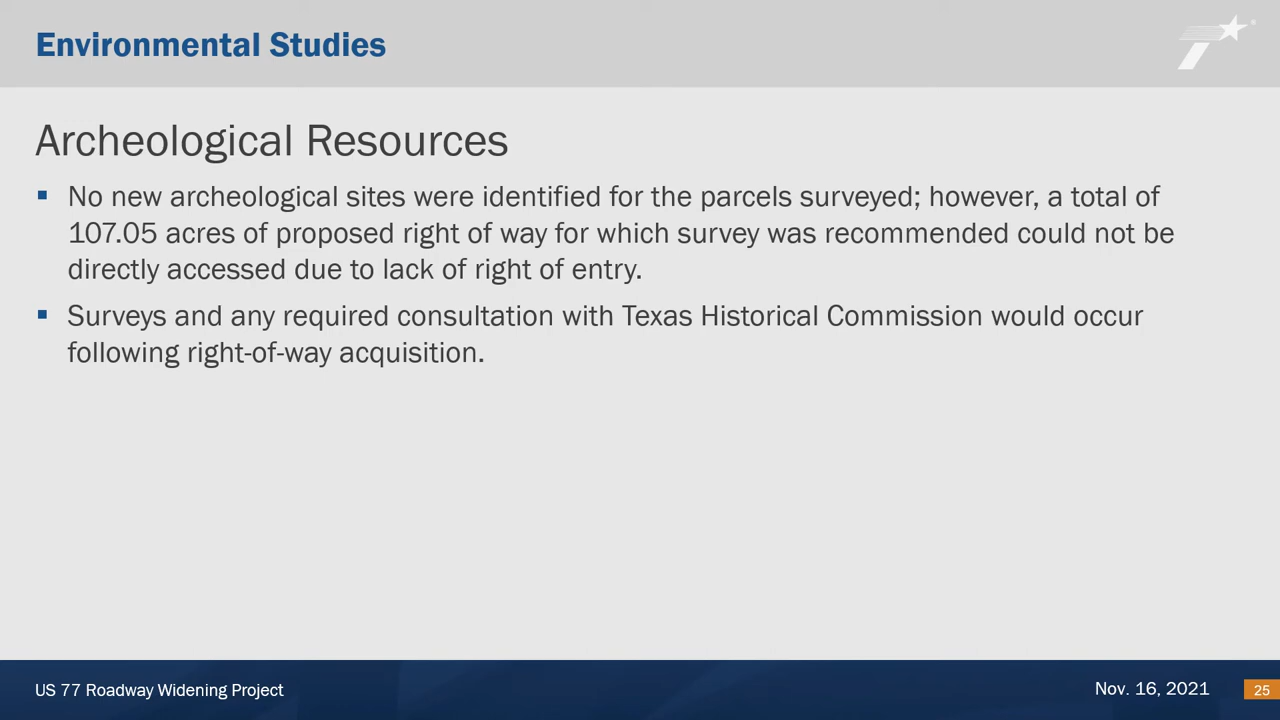 Environmental Studies
Archeological Resources
▪ No new archeological sites were identified for the parcels surveyed; however, a total of
107.05 acres of proposed right of way for which survey was recommended could not be
directly accessed due to lack of right of entry.
▪ Surveys and any required consultation with Texas Historical Commission would occur
following right-of-way acquisition.
US 77 Roadway Widening Project
Nov. 16, 2021
25